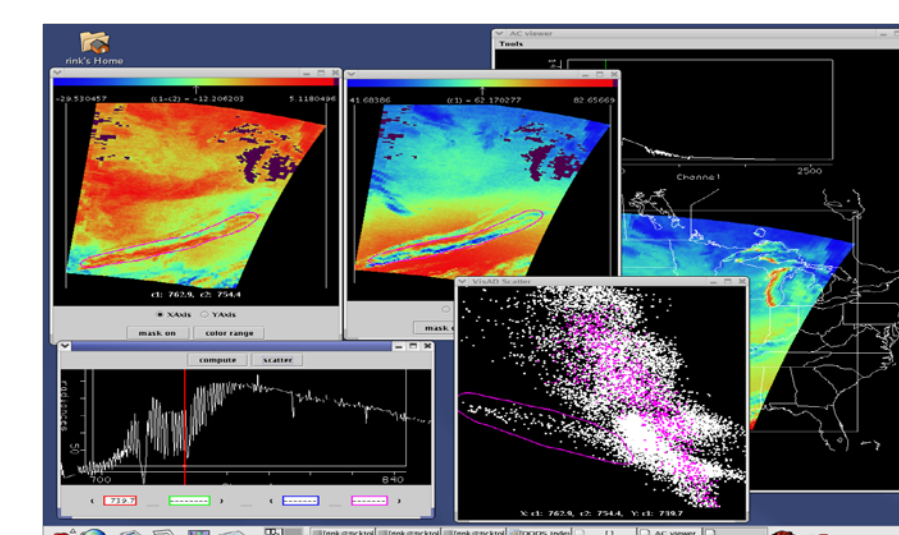 rink's Home
AC viewer
Tools
-29.530457 (c1-c2) = -12.206203 5.1180496
41.68386 (c1) = 62.170277 82.65669
Channel 2500
c1: 762.9, c2: 754.4
XAxis YAxis
mask on color range
mask
VisAD Scatter
compute scatter
radiances
50
700 840
739.7
X: c1: 762.9, c2: 754.4, Y: c1: 739.7
AC viewer